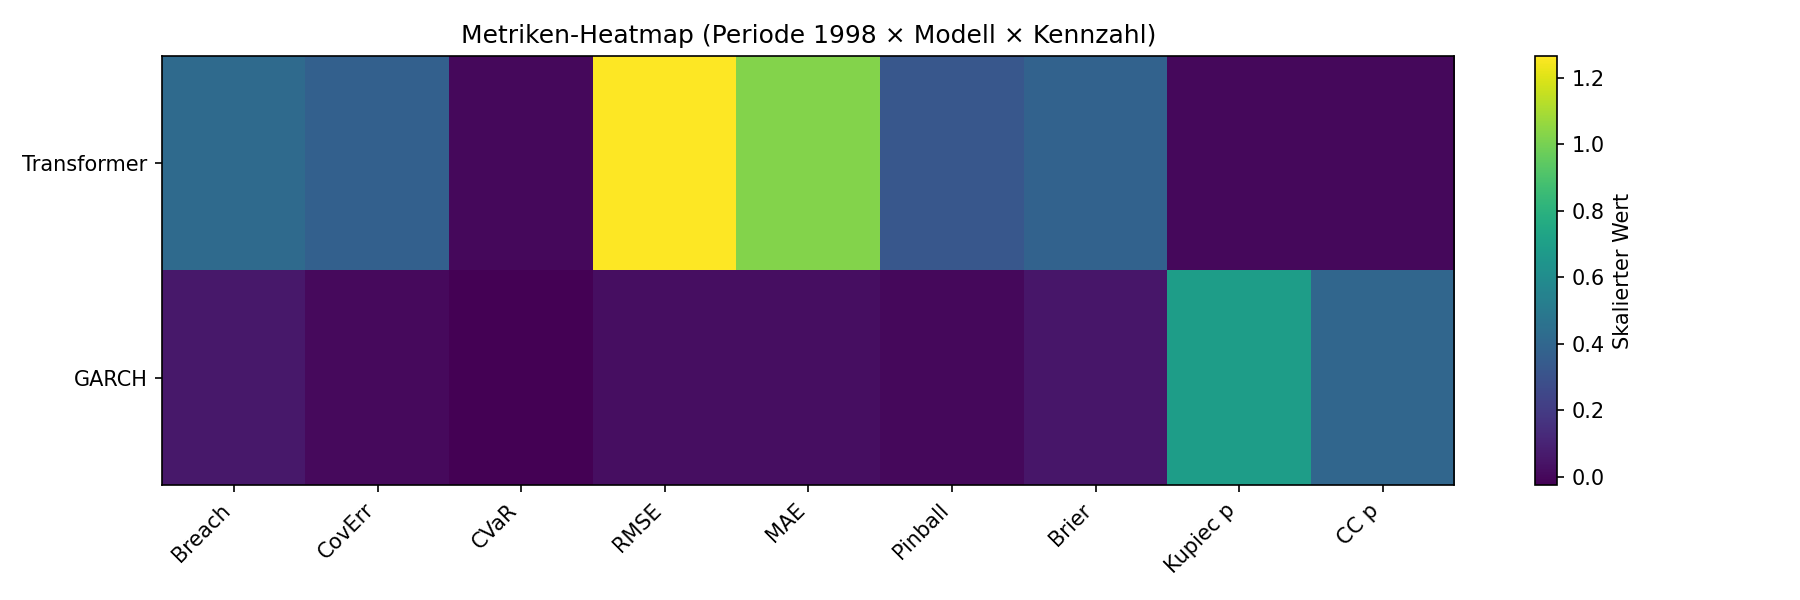 Metriken-Heatmap (Periode 1998 × Modell × Kennzahl)
Transformer
GARCH
Breach
CovErr
CVaR
RMSE
MAE
Pinball
Brier
Kupiec p
CC p
1.2
1.0
0.8
0.6
0.4
0.2
0.0
Skalierter Wert